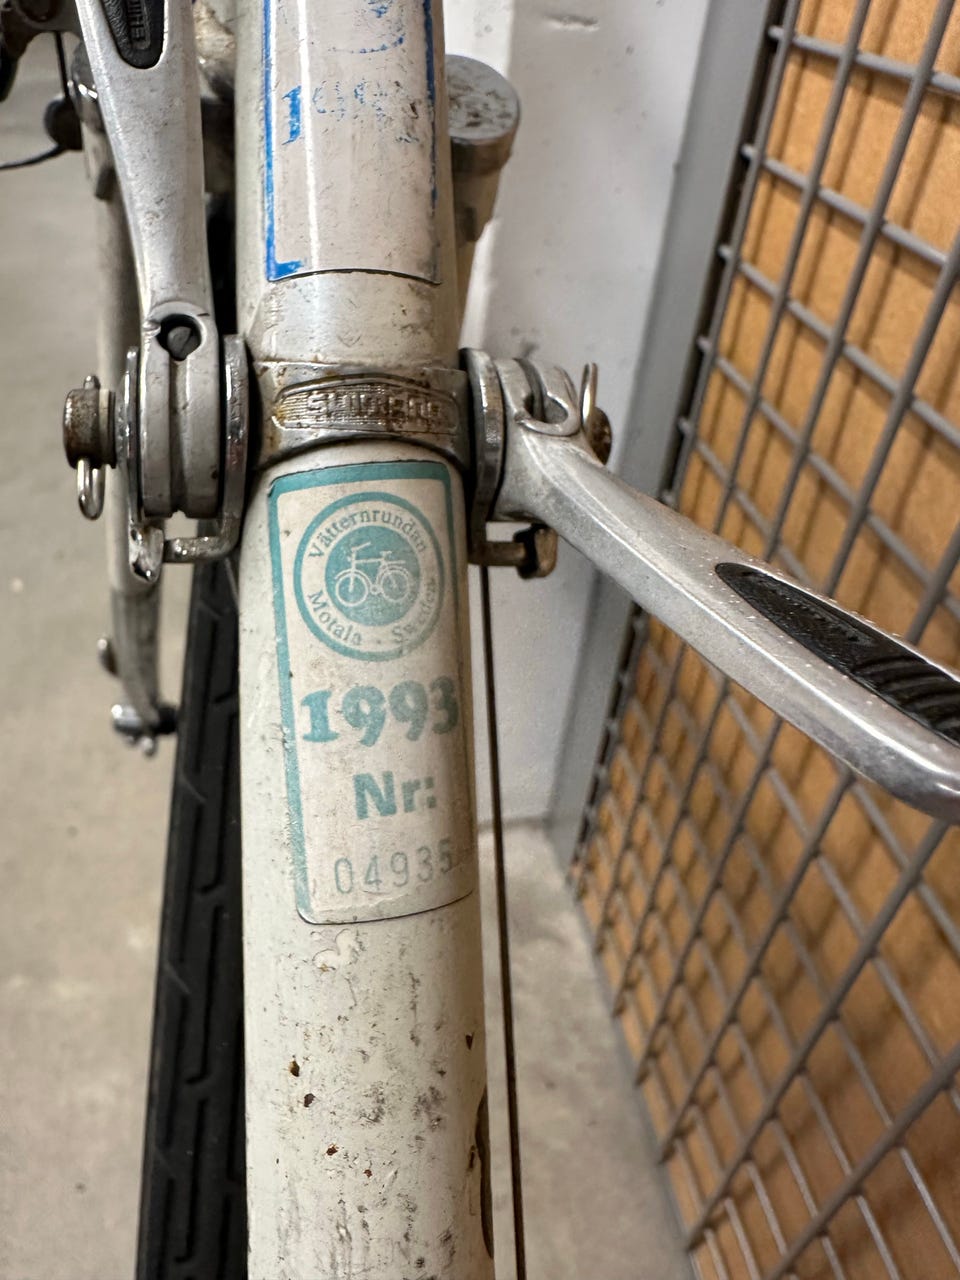 SHIMANO
Vätternrundan
Motala · Sweden
1993
Nr:
04935